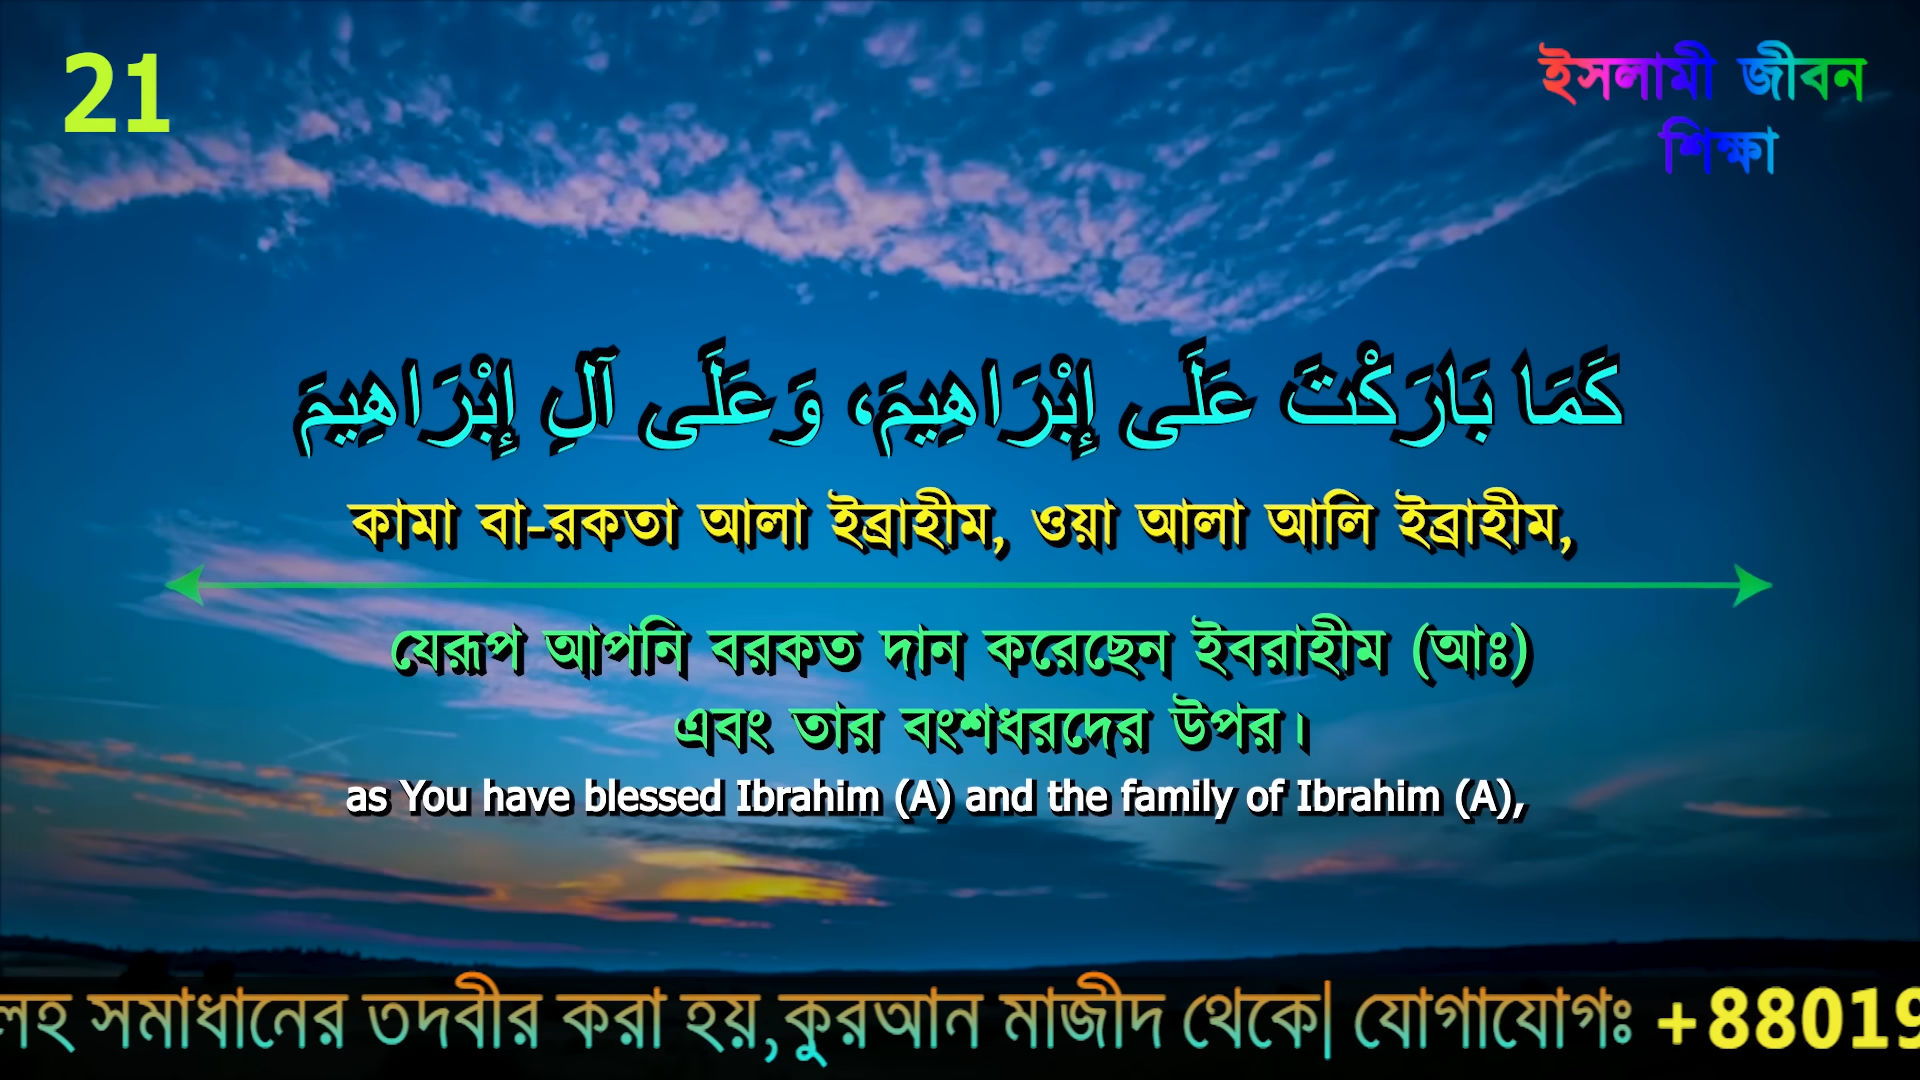 21
ইসলামী জীবন
শিক্ষা
كَمَا بَارَكْتَ عَلَى إِبْرَاهِيمَ، وَعَلَى آلِ إِبْرَاهِيمَ
কামা বা-রকতা আলা ইব্রাহীম, ওয়া আলা আলি ইব্রাহীম,
যেরূপ আপনি বরকত দান করেছেন ইবরাহীম (আঃ)
এবং তার বংশধরদের উপর।
as You have blessed Ibrahim (A) and the family of Ibrahim (A),
লহ সমাধানের তদবীর করা হয়,কুরআন মাজীদ থেকে| যোগাযোগঃ +88019